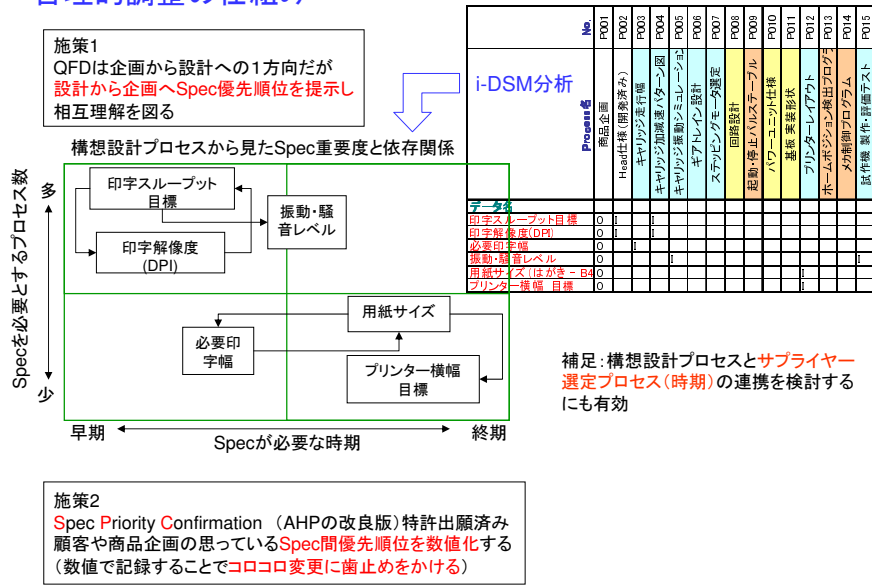 施策1
QFDは企画から設計への1方向だが
設計から企画へSpec優先順位を提示し
相互理解を図る
i-DSM分析
No.
P001
P002
P003
P004
P005
P006
P007
P008
P009
P010
P011
P012
P013
P014
P015
Process名
商品企画
Head仕様(開発済み)
キャリッジ走行幅
キャリッジ加減速パターン図
キャリッジ振動シミュレーション
ギアトレイン設計
ステッピングモータ選定
回路設計
起動・停止パルステーブル
パワーユニット仕様
基板実装形状
プリンターレイアウト
ホームポジション検出プログラ
メカ制御プログラム
試作機 製作・評価テスト
データ名
印字スループット目標 O I I
印字解像度(DPI) O I I
必要印字幅 O I
振動・騒音レベル O I I
用紙サイズ(はがき-B4 O I
プリンター横幅 目標 O I
構想設計プロセスから見たSpec重要度と依存関係
Specを必要とするプロセス数
多
少
印字スループット
目標
振動・騒
音レベル
印字解像度
(DPI)
用紙サイズ
必要印
字幅
プリンター横幅
目標
早期
終期
Specが必要な時期
補足:構想設計プロセスとサプライヤー
選定プロセス(時期)の連携を検討する
にも有効
施策2
Spec Priority Confirmation (AHPの改良版)特許出願済み
顧客や商品企画の思っているSpec間優先順位を数値化する
(数値で記録することでコロコロ変更に歯止めをかける)